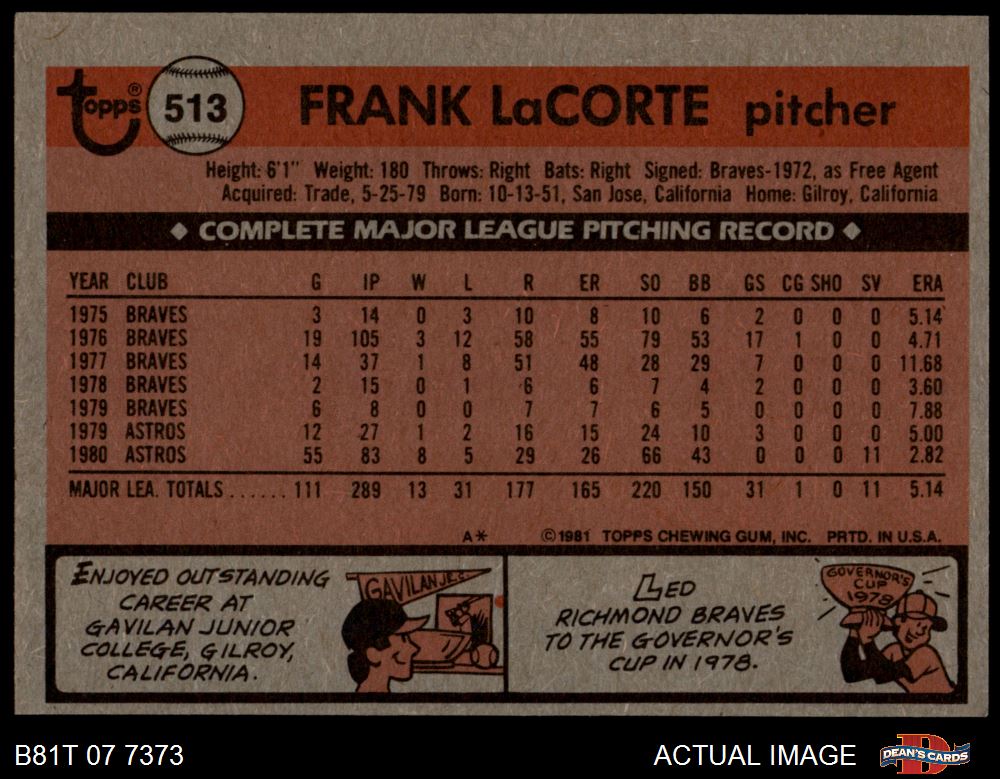 Topps ® 513 FRANK LaCORTE pitcher
Height: 6'1" Weight: 180 Throws: Right Bats: Right Signed: Braves-1972, as Free Agent
Acquired: Trade, 5-25-79 Born: 10-13-51, San Jose, California Home: Gilroy, California
◆ COMPLETE MAJOR LEAGUE PITCHING RECORD ◆
YEAR CLUB G IP W L R ER SO BB GS CG SHO SV ERA
1975 BRAVES 3 14 0 3 10 8 10 6 2 0 0 0 5.14
1976 BRAVES 19 105 3 12 58 55 79 53 17 1 0 0 4.71
1977 BRAVES 14 37 1 8 51 48 28 29 7 0 0 0 11.68
1978 BRAVES 2 15 0 1 6 6 7 4 2 0 0 0 3.60
1979 BRAVES 6 8 0 0 7 7 6 5 0 0 0 0 7.88
1979 ASTROS 12 27 1 2 16 15 24 10 3 0 0 0 5.00
1980 ASTROS 55 83 8 5 29 26 66 43 0 0 0 11 2.82
MAJOR LEA. TOTALS ...... 111 289 13 31 177 165 220 150 31 1 0 11 5.14
A* ©1981 TOPPS CHEWING GUM, INC. PRTD. IN U.S.A.
ENJOYED OUTSTANDING
CAREER AT
GAVILAN JUNIOR
COLLEGE, GILROY,
CALIFORNIA.
GAVILAN JR. C.
LED
RICHMOND BRAVES
TO THE GOVERNOR'S
CUP IN 1978.
GOVERNOR'S
CUP
1978
B81T 07 7373 ACTUAL IMAGE DEAN'S CARDS